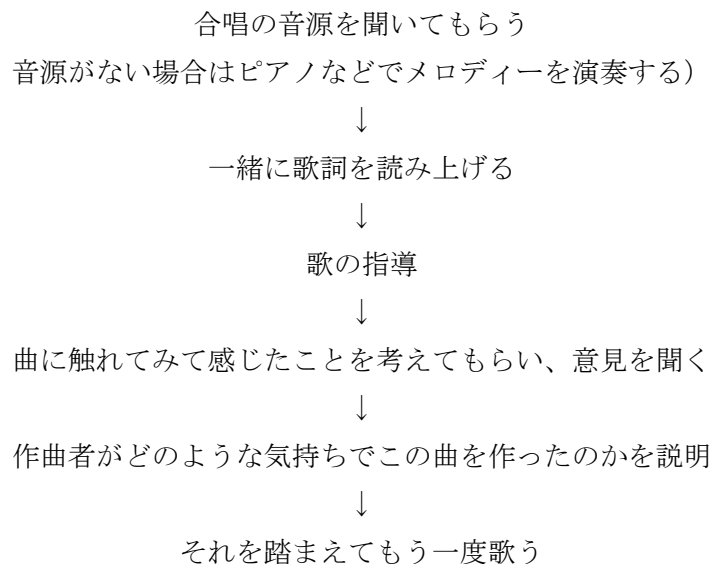 合唱の音源を聞いてもらう
音源がない場合はピアノなどでメロディーを演奏する）
↓
一緒に歌詞を読み上げる
↓
歌の指導
↓
曲に触れてみて感じたことを考えてもらい、意見を聞く
↓
作曲者がどのような気持ちでこの曲を作ったのかを説明
↓
それを踏まえてもう一度歌う